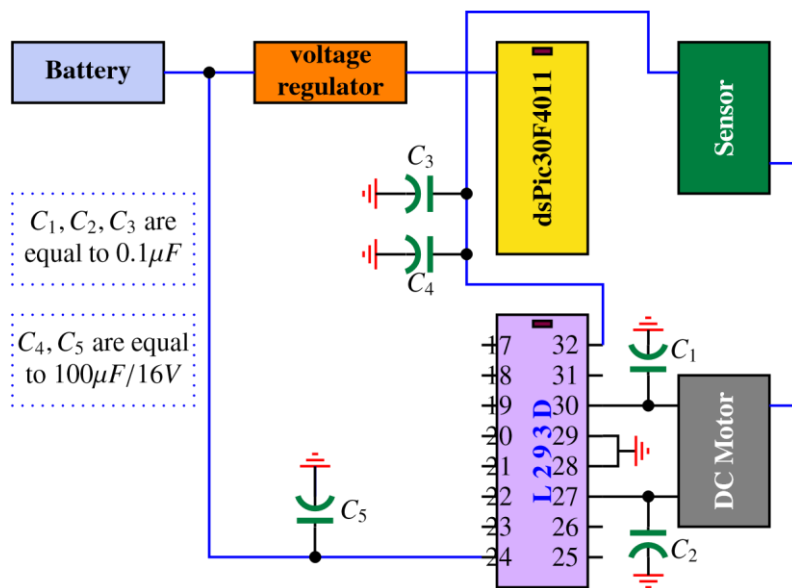 Battery
voltage
regulator
dsPic30F4011
Sensor
C₃
C₄
C₁, C₂, C₃ are
equal to 0.1μF
C₄, C₅ are equal
to 100μF/16V
L293D
17
18
19
20
21
22
23
24
32
31
30
29
28
27
26
25
C₁
DC Motor
C₅
C₂